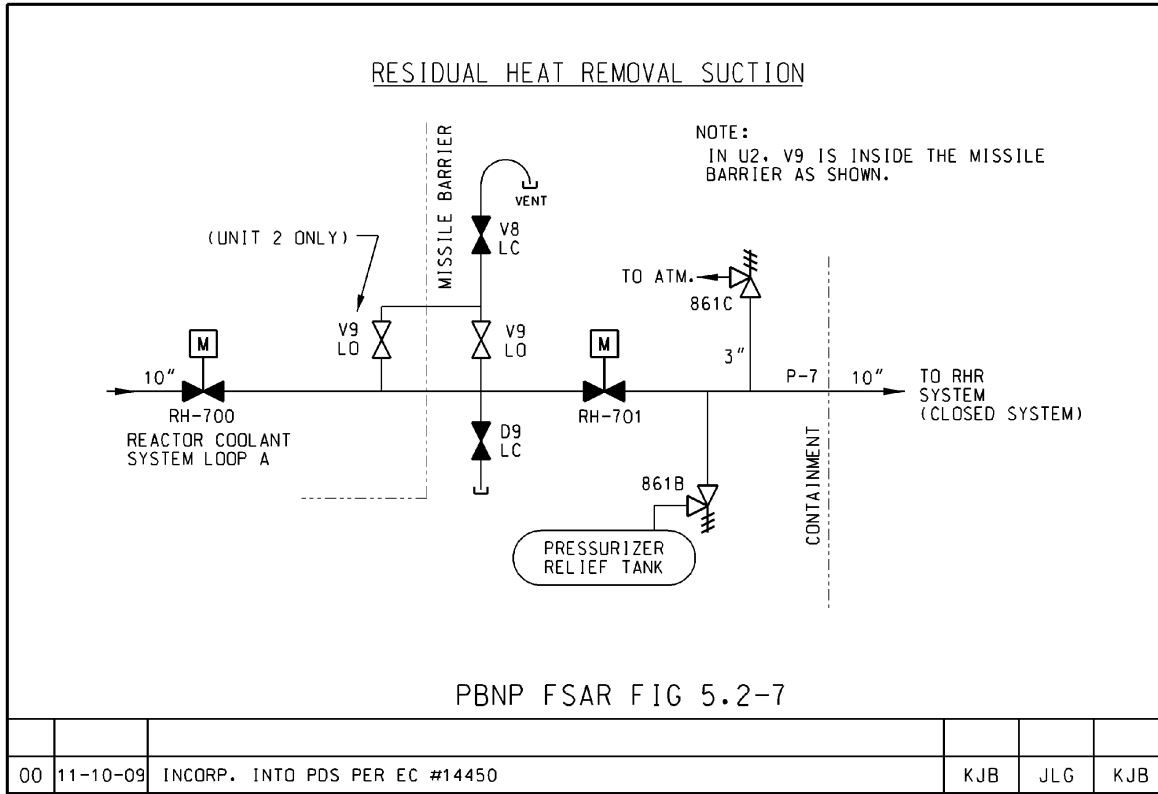 RESIDUAL HEAT REMOVAL SUCTION
NOTE:
IN U2, V9 IS INSIDE THE MISSILE
BARRIER AS SHOWN.
MISSILE BARRIER
VENT
(UNIT 2 ONLY)
V8
LC
TO ATM.
861C
V9
LO
V9
LO
M
M
3"
10"
P-7
10"
TO RHR
SYSTEM
(CLOSED SYSTEM)
RH-700
RH-701
REACTOR COOLANT
SYSTEM LOOP A
D9
LC
861B
CONTAINMENT
PRESSURIZER
RELIEF TANK
PBNP FSAR FIG 5.2-7
00 11-10-09 INCORP. INTO PDS PER EC #14450 KJB JLG KJB